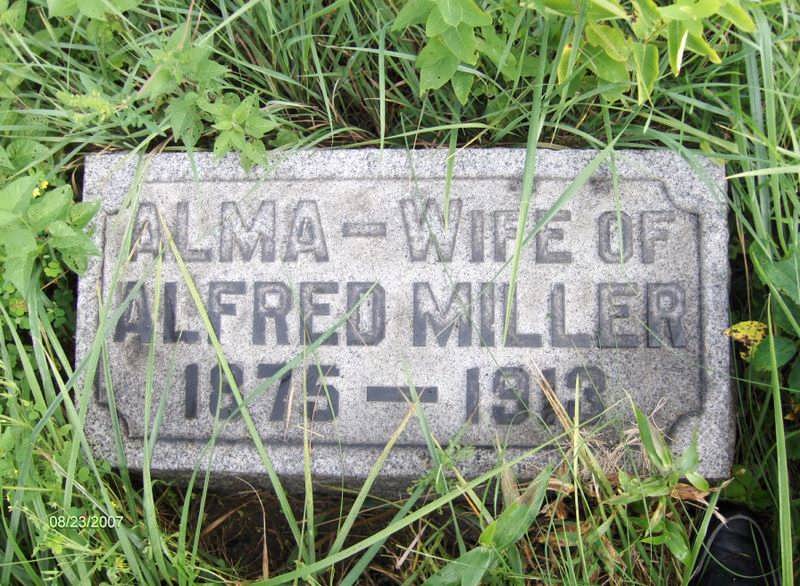 ALMA — WIFE OF
ALFRED MILLER
1875 — 1913
08/23/2007